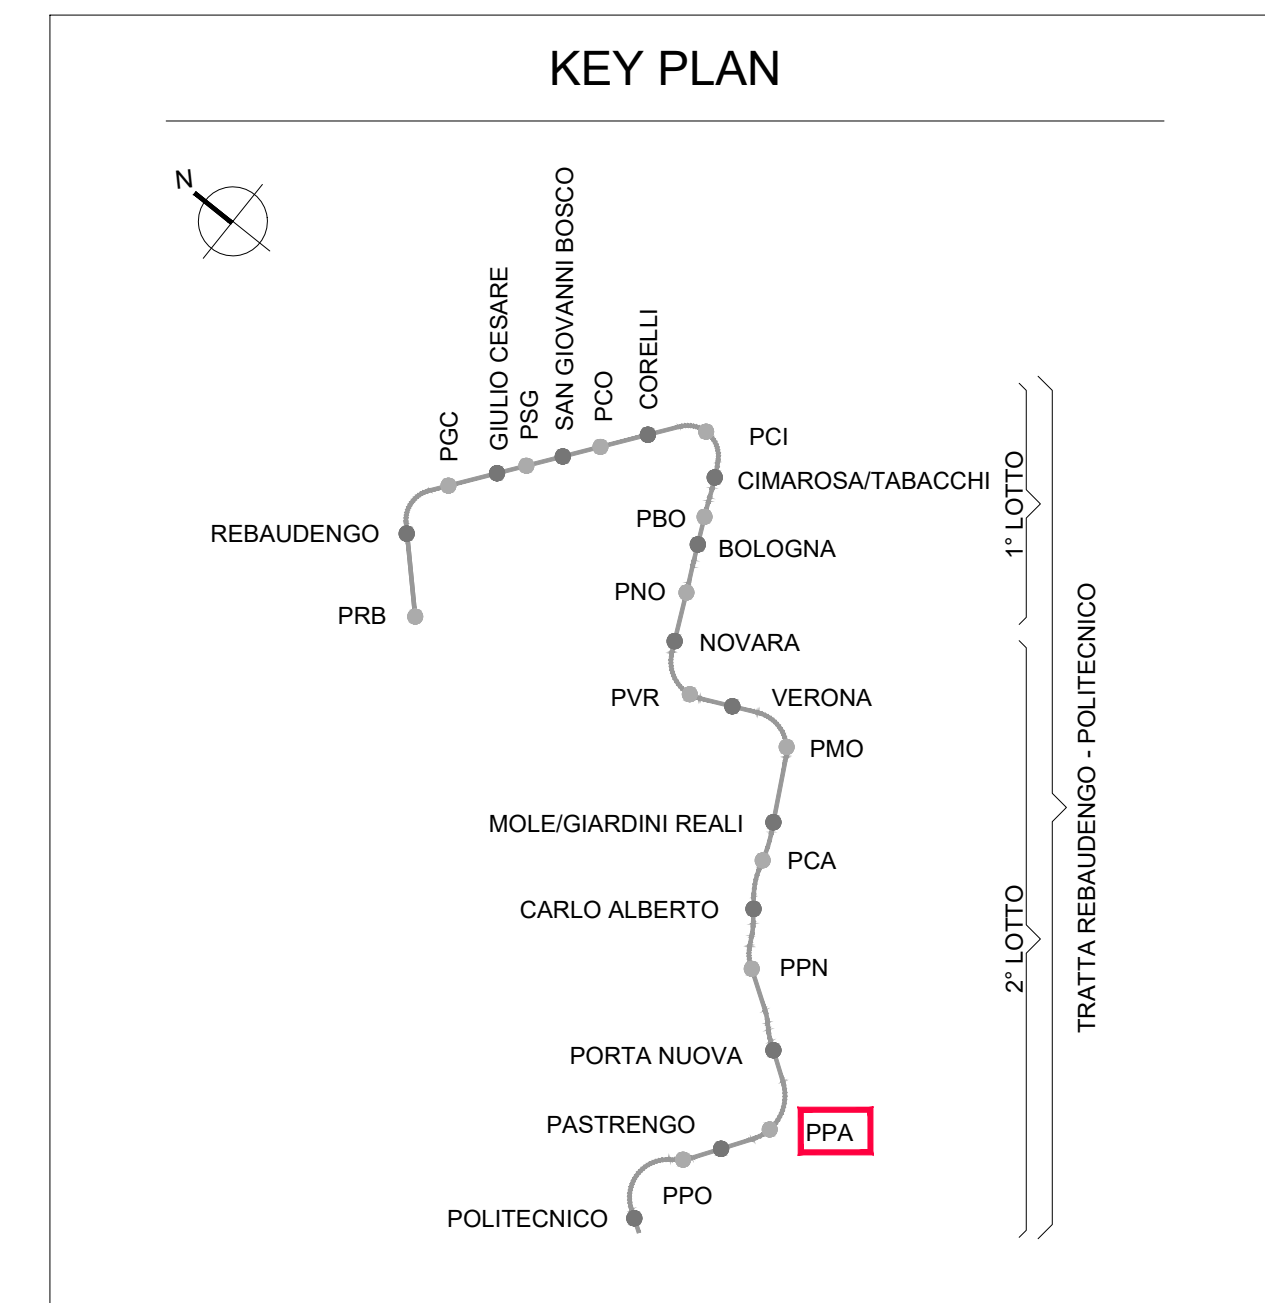 KEY PLAN
N
PGC
GIULIO CESARE
PSG
SAN GIOVANNI BOSCO
PCO
CORELLI
PCI
CIMAROSA/TABACCHI
REBAUDENGO
PBO
BOLOGNA
PRB
PNO
NOVARA
PVR
VERONA
PMO
MOLE/GIARDINI REALI
PCA
CARLO ALBERTO
PPN
PORTA NUOVA
PASTRENGO
PPA
PPO
POLITECNICO
1° LOTTO
2° LOTTO
TRATTA REBAUDENGO - POLITECNICO